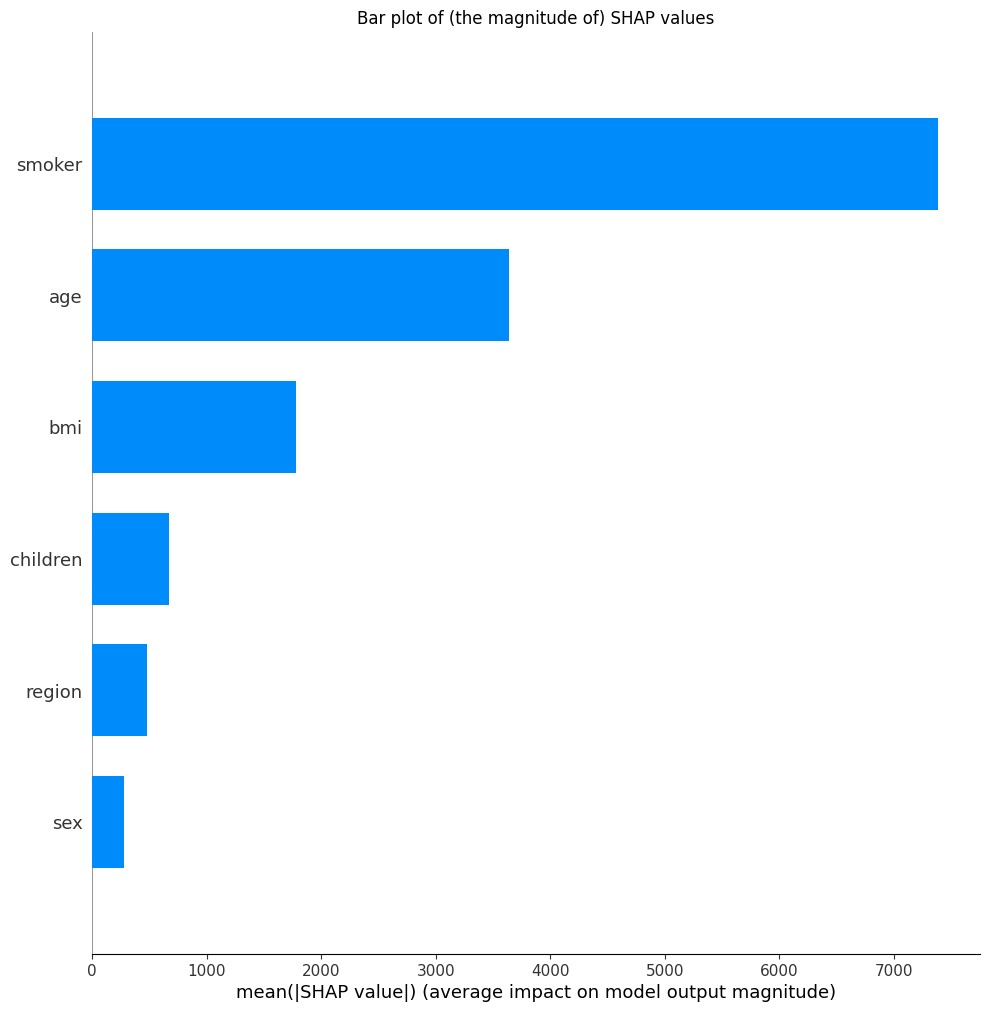 Bar plot of (the magnitude of) SHAP values
smoker
age
bmi
children
region
sex
0 1000 2000 3000 4000 5000 6000 7000
mean(|SHAP value|) (average impact on model output magnitude)